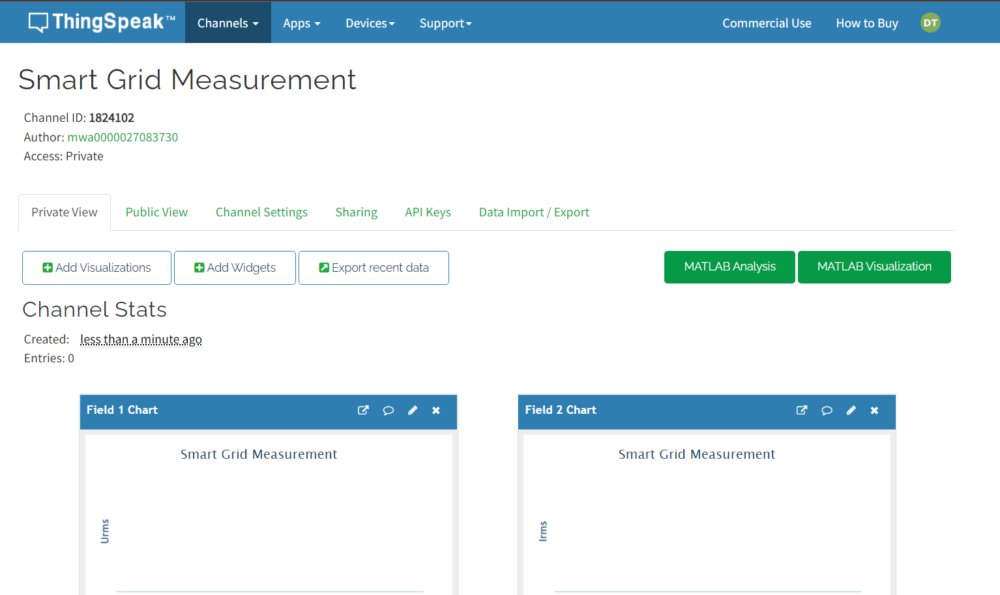 ThingSpeak™ Channels Apps Devices Support Commercial Use How to Buy DT
Smart Grid Measurement
Channel ID: 1824102
Author: mwa0000027083730
Access: Private
Private View Public View Channel Settings Sharing API Keys Data Import / Export
Add Visualizations Add Widgets Export recent data MATLAB Analysis MATLAB Visualization
Channel Stats
Created: less than a minute ago
Entries: 0
Field 1 Chart
Smart Grid Measurement
Urms
Field 2 Chart
Smart Grid Measurement
Irms